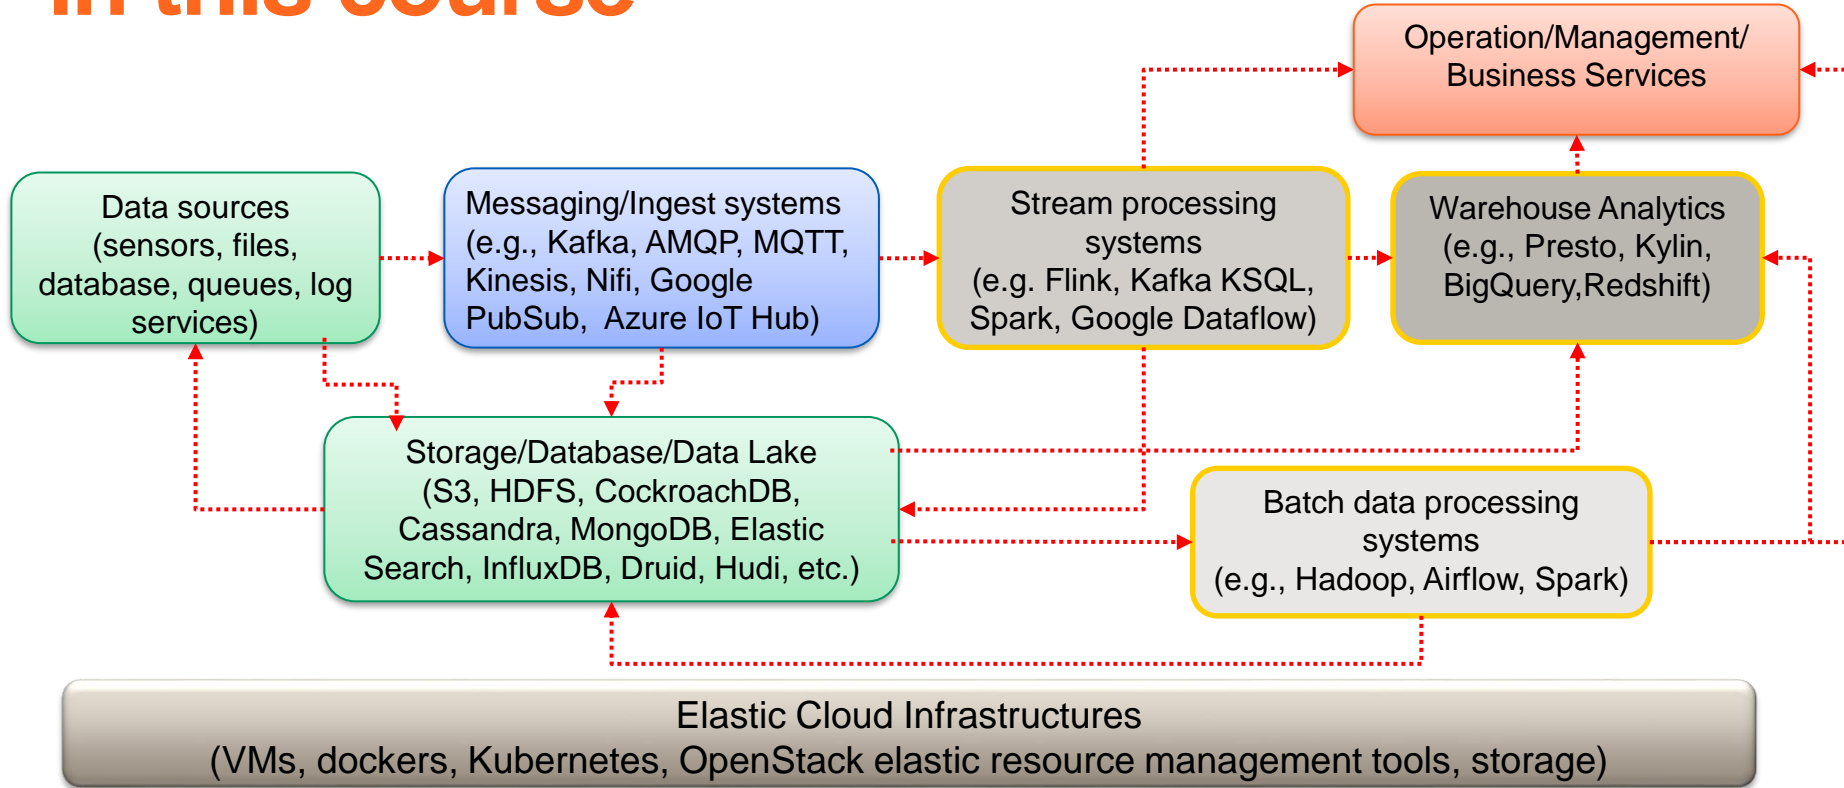 in this course
Operation/Management/
Business Services
Data sources
(sensors, files,
database, queues, log
services)
Messaging/Ingest systems
(e.g., Kafka, AMQP, MQTT,
Kinesis, Nifi, Google
PubSub, Azure IoT Hub)
Stream processing
systems
(e.g. Flink, Kafka KSQL,
Spark, Google Dataflow)
Warehouse Analytics
(e.g., Presto, Kylin,
BigQuery,Redshift)
Storage/Database/Data Lake
(S3, HDFS, CockroachDB,
Cassandra, MongoDB, Elastic
Search, InfluxDB, Druid, Hudi, etc.)
Batch data processing
systems
(e.g., Hadoop, Airflow, Spark)
Elastic Cloud Infrastructures
(VMs, dockers, Kubernetes, OpenStack elastic resource management tools, storage)